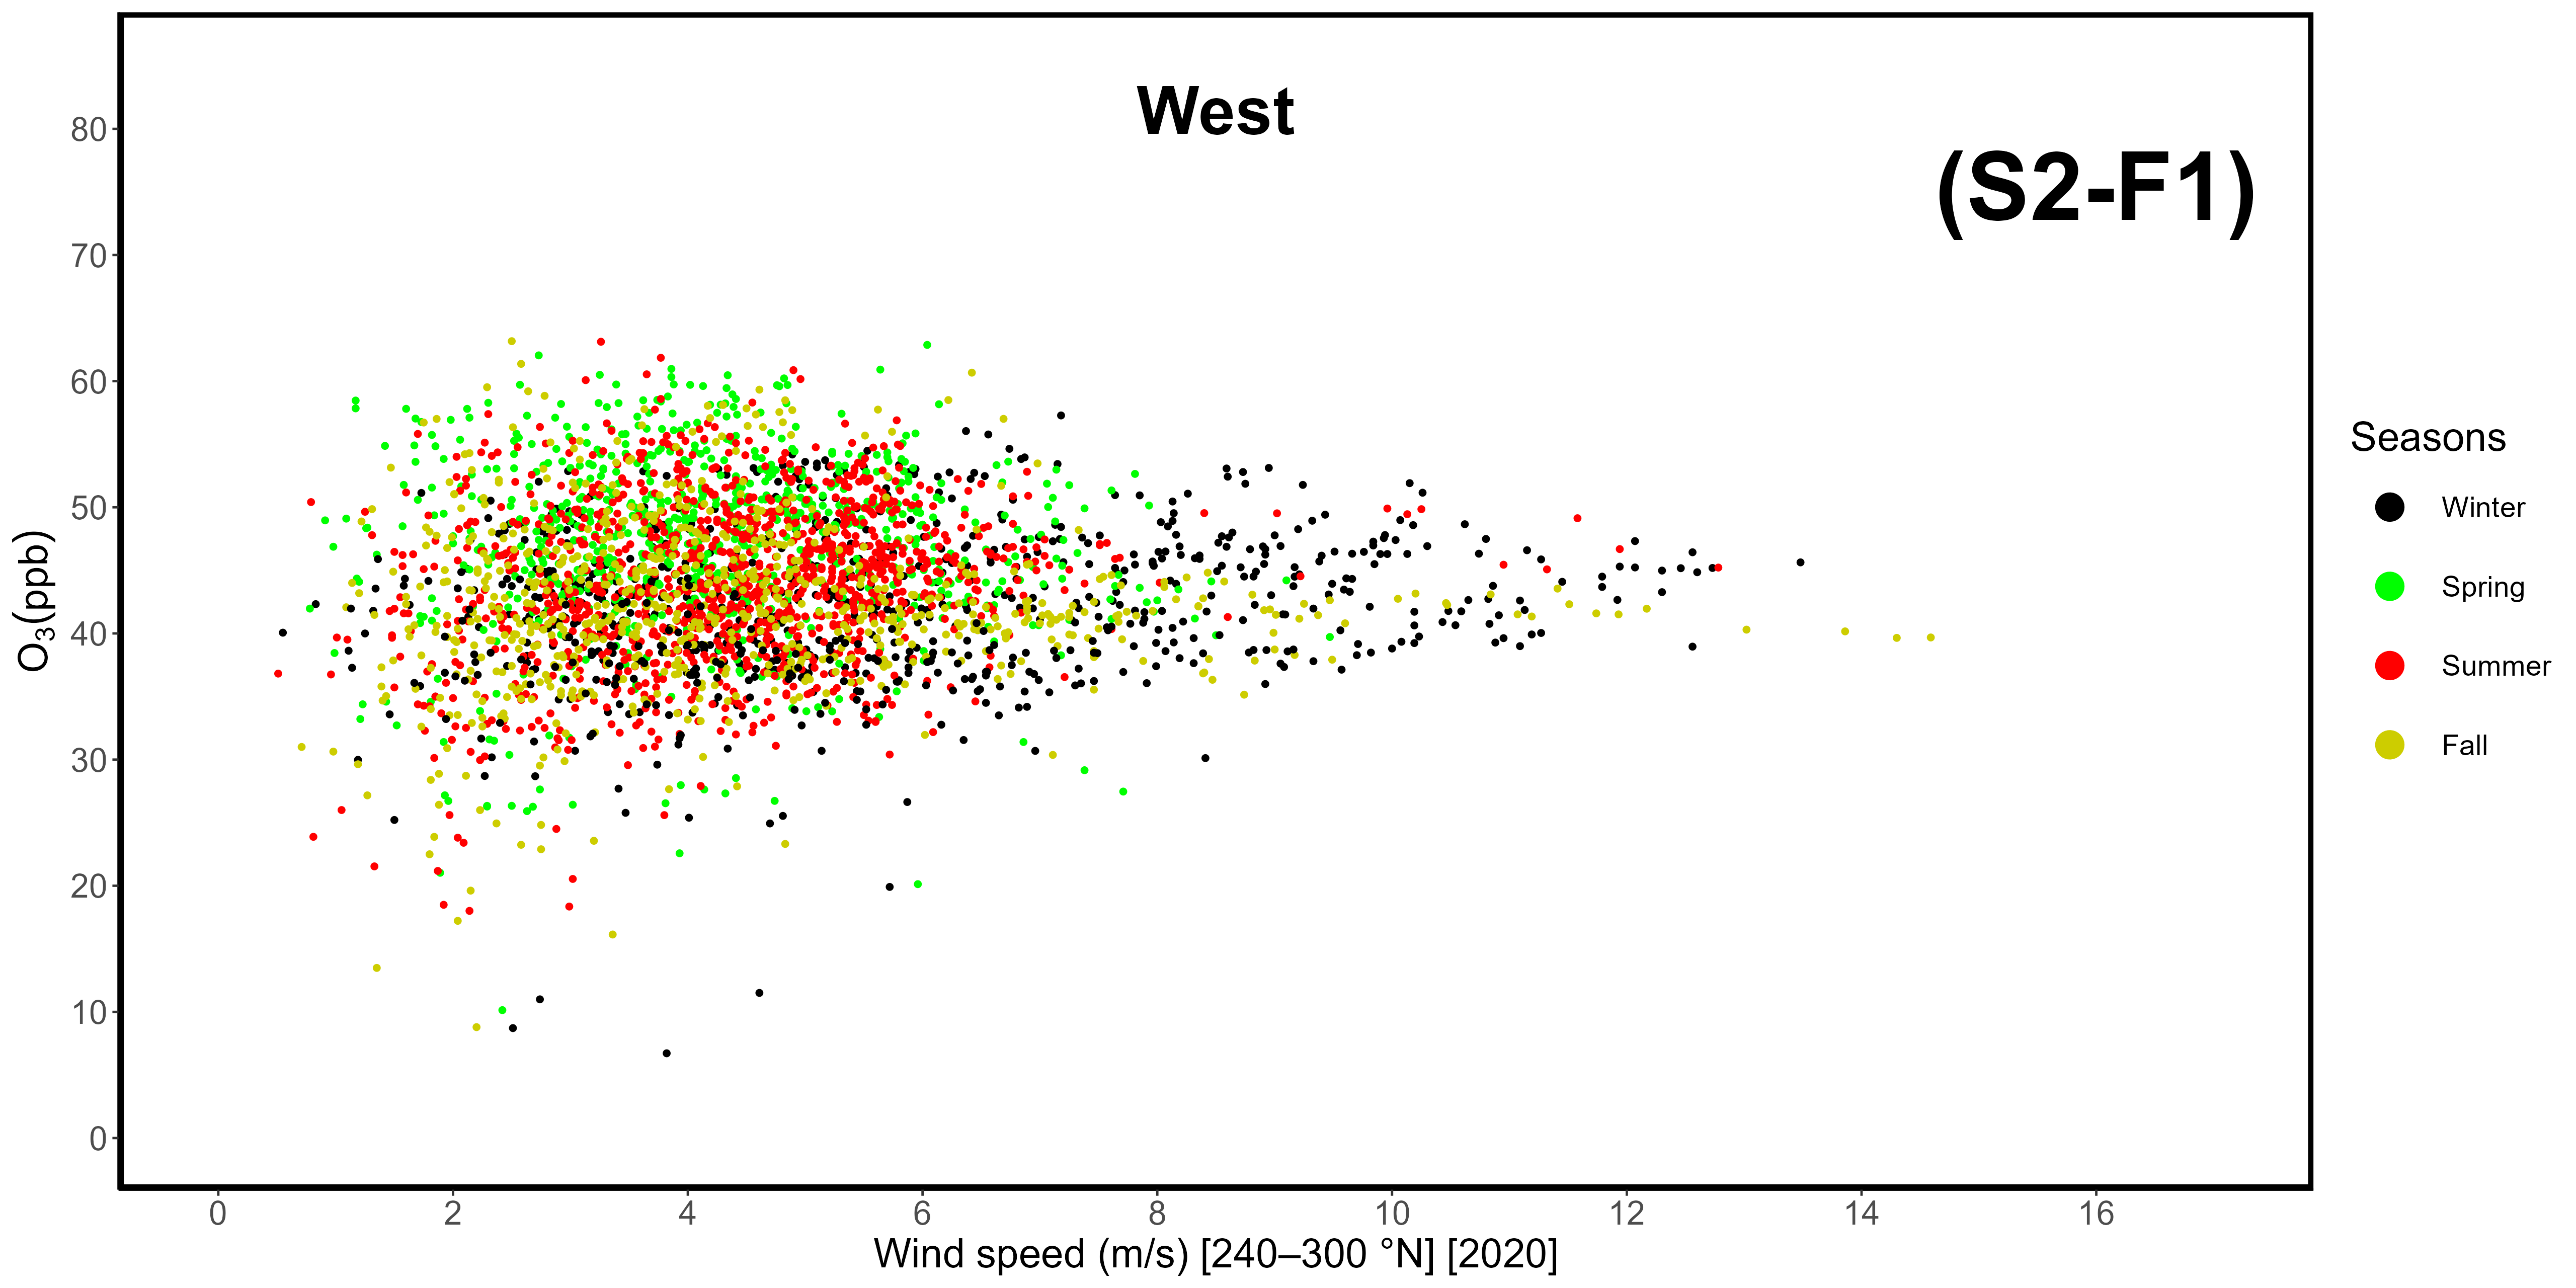 West
(S2-F1)
80
70
60
50
40
30
20
10
0
O₃(ppb)
0 2 4 6 8 10 12 14 16
Wind speed (m/s) [240–300 °N] [2020]
Seasons
Winter
Spring
Summer
Fall